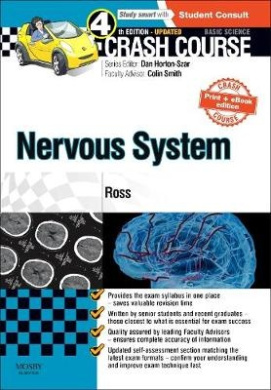 Study smart with Student Consult
4th EDITION - UPDATED
BASIC SCIENCE
CRASH COURSE
Series Editor Dan Horton-Szar
Faculty Advisor Colin Smith
CRASH
Print + eBook
edition
COURSE
Nervous System
Ross
Provides the exam syllabus in one place
- saves valuable revision time
Written by senior students and recent graduates -
those closest to what is essential for exam success
Quality assured by leading Faculty Advisors
- ensures complete accuracy of information
Updated self-assessment section matching the
latest exam formats – confirm your understanding
and improve exam technique fast
MOSBY